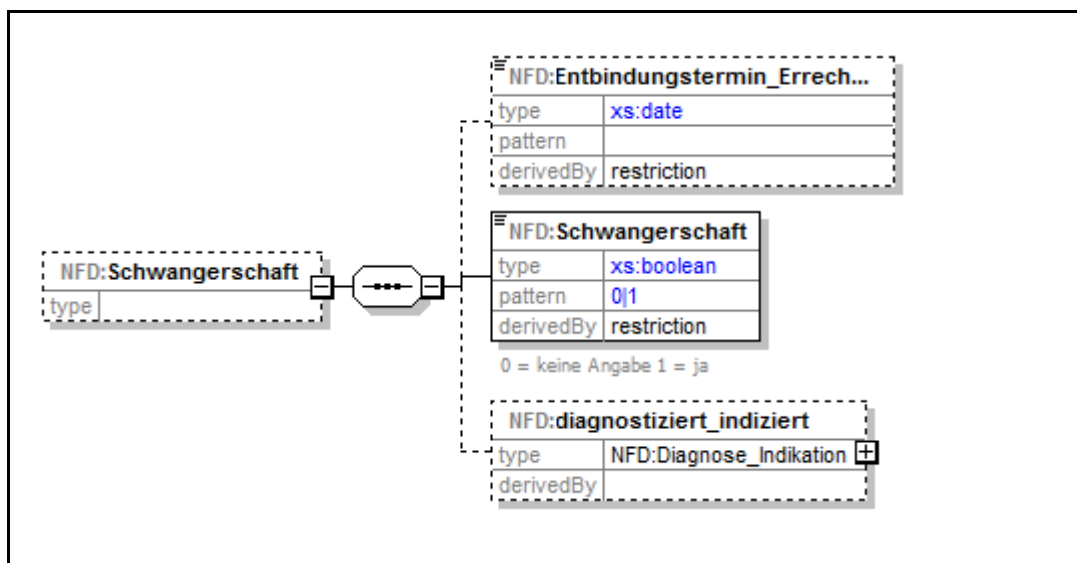 NFD:Entbindungstermin_Errech...
type xs:date
pattern
derivedBy restriction
NFD:Schwangerschaft
type
NFD:Schwangerschaft
type xs:boolean
pattern 0|1
derivedBy restriction
0 = keine Angabe 1 = ja
NFD:diagnostiziert_indiziert
type NFD:Diagnose_Indikation
derivedBy